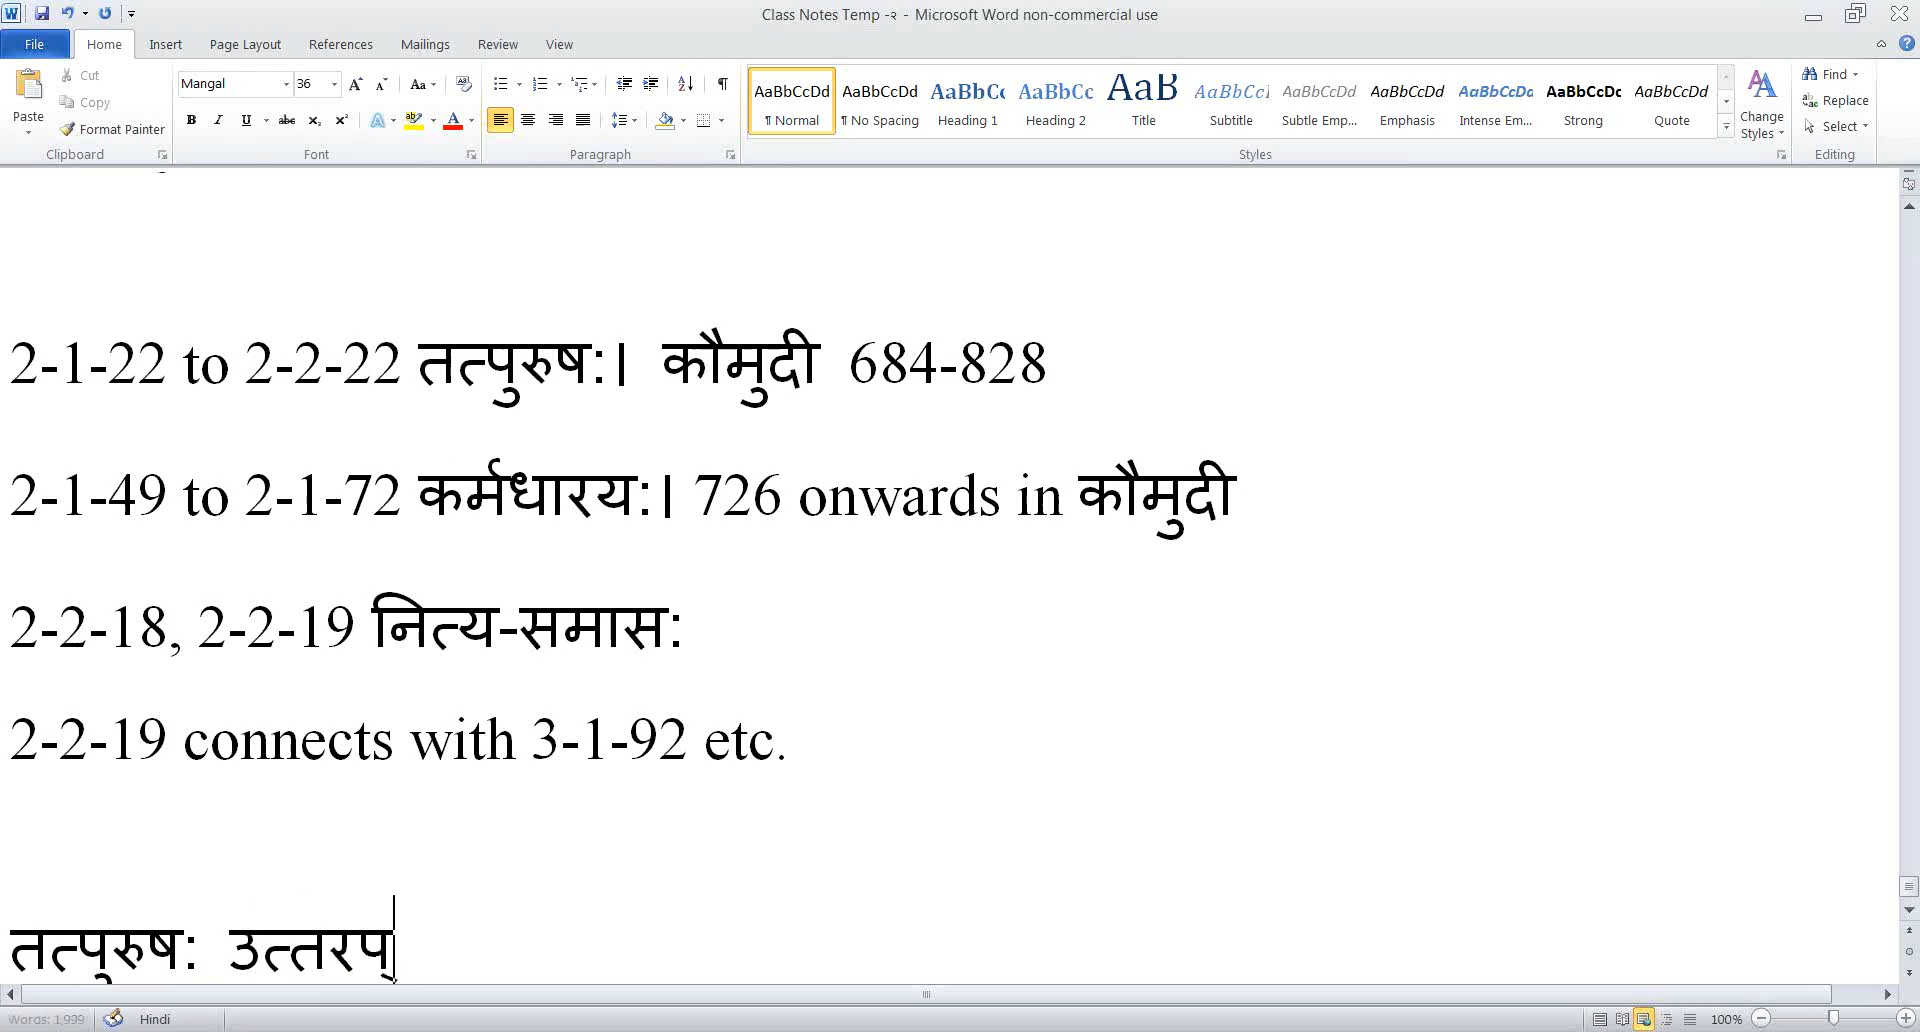 Class Notes Temp -२ - Microsoft Word non-commercial use
File Home Insert Page Layout References Mailings Review View
Paste
Cut
Copy
Format Painter
Clipboard
Mangal 36
Font
Paragraph
AaBbCcDd AaBbCcDd AaBbCc AaBbCc AaB AaBbCcI AaBbCcDd AaBbCcDd AaBbCcDd AaBbCcDc AaBbCcDd
¶ Normal ¶ No Spacing Heading 1 Heading 2 Title Subtitle Subtle Emp... Emphasis Intense Em... Strong Quote
Styles
Change Styles
Find
Replace
Select
Editing
2-1-22 to 2-2-22 तत्पुरुष:। कौमुदी 684-828
2-1-49 to 2-1-72 कर्मधारय:। 726 onwards in कौमुदी
2-2-18, 2-2-19 नित्य-समास:
2-2-19 connects with 3-1-92 etc.
तत्पुरुष: उत्तरप्
Words: 1,999 Hindi 100%